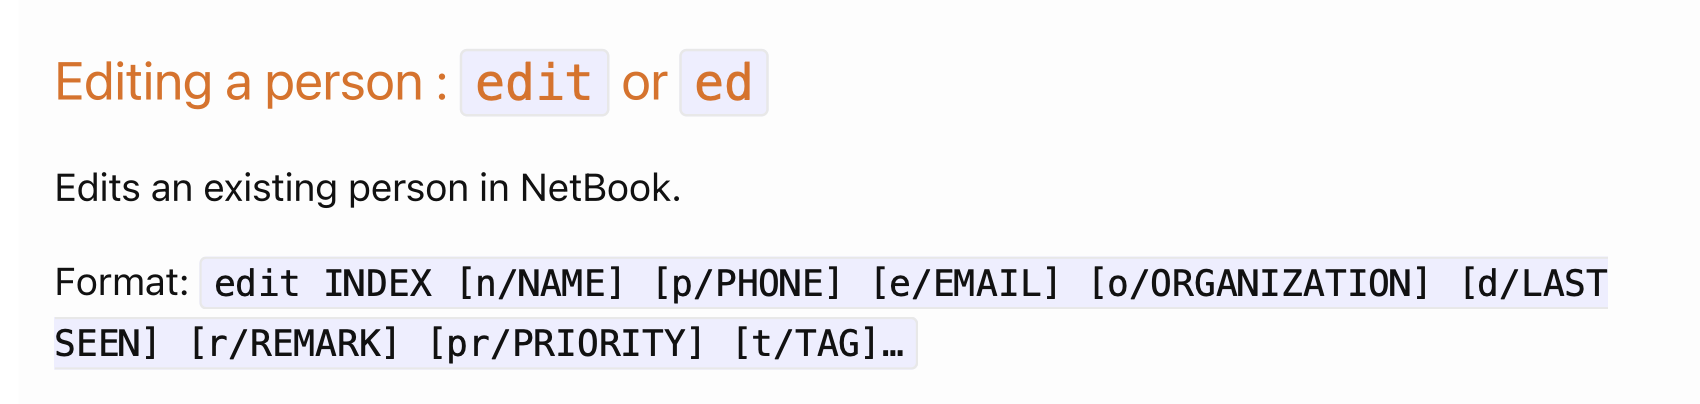 Editing a person : edit or ed
Edits an existing person in NetBook.
Format: edit INDEX [n/NAME] [p/PHONE] [e/EMAIL] [o/ORGANIZATION] [d/LAST
SEEN] [r/REMARK] [pr/PRIORITY] [t/TAG]…